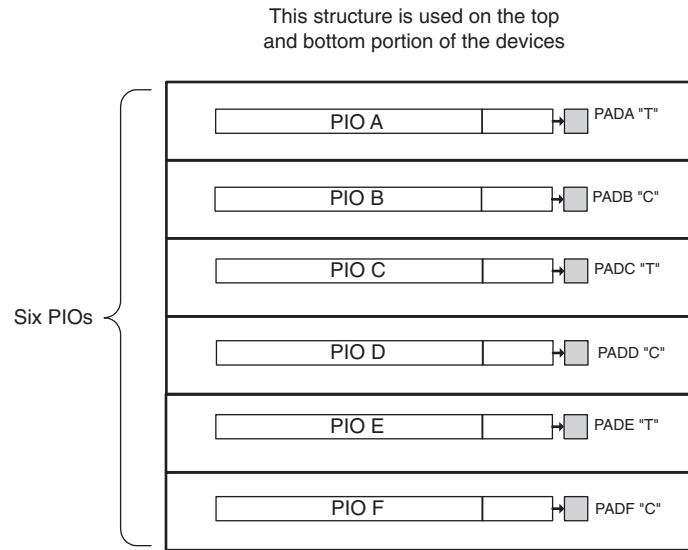 This structure is used on the top
and bottom portion of the devices
PIO A
PADA "T"
PIO B
PADB "C"
PIO C
PADC "T"
Six PIOs
PIO D
PADD "C"
PIO E
PADE "T"
PIO F
PADF "C"